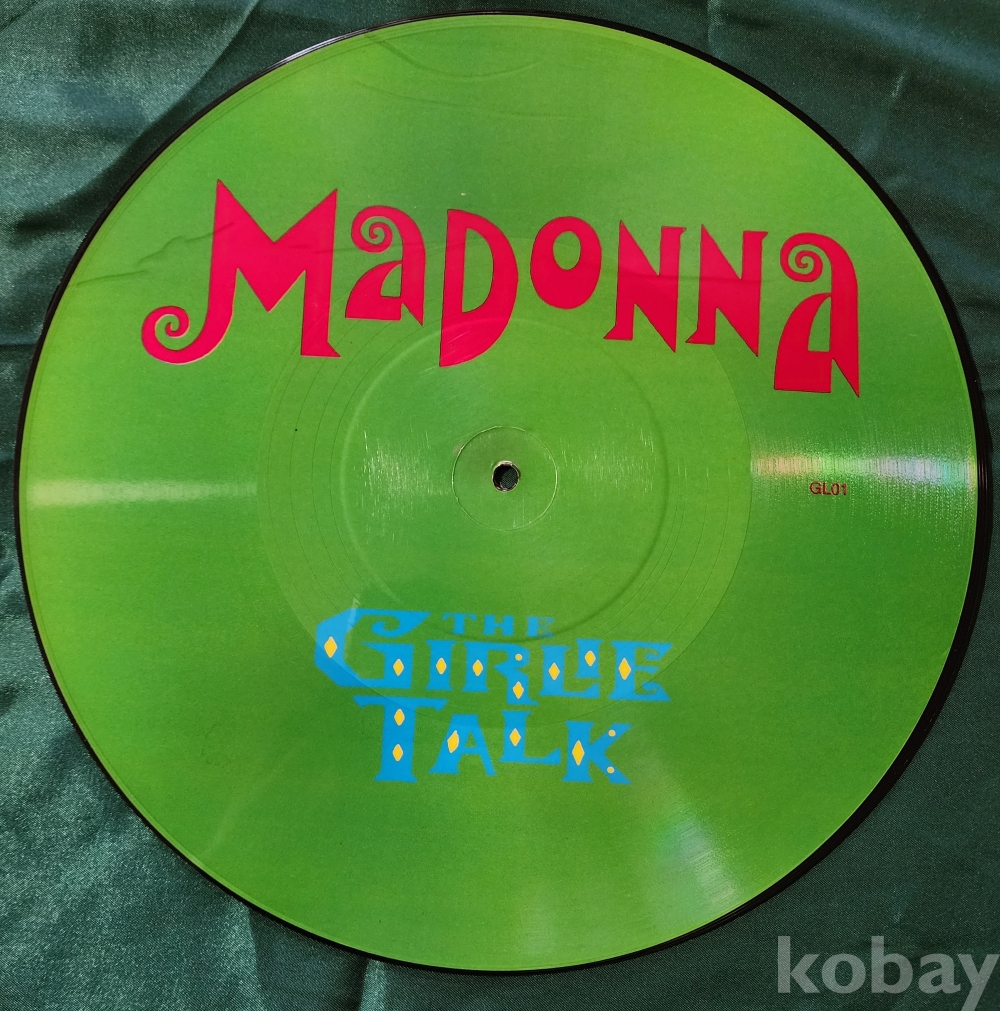 MADONNA
GL01
THE
GIRLIE
TALK
kobay